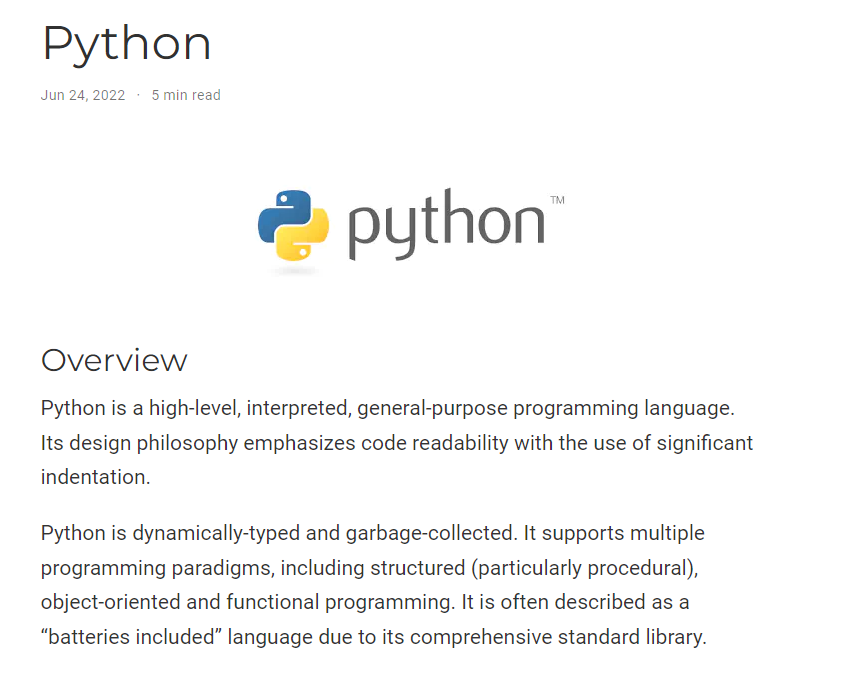 Python
Jun 24, 2022 · 5 min read
python™
Overview
Python is a high-level, interpreted, general-purpose programming language.
Its design philosophy emphasizes code readability with the use of significant
indentation.
Python is dynamically-typed and garbage-collected. It supports multiple
programming paradigms, including structured (particularly procedural),
object-oriented and functional programming. It is often described as a
“batteries included” language due to its comprehensive standard library.